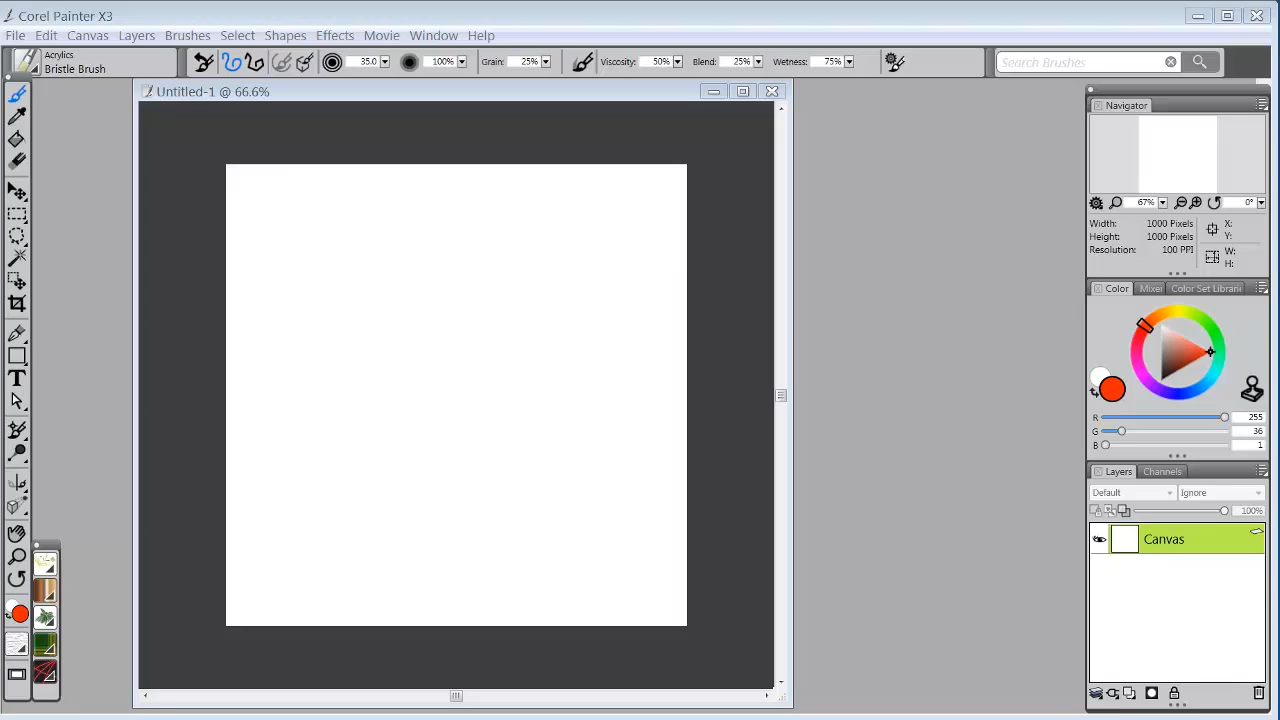 Corel Painter X3
File Edit Canvas Layers Brushes Select Shapes Effects Movie Window Help
Acrylics
Bristle Brush
35.0 100% Grain: 25% Viscosity: 50% Blend: 25% Wetness: 75% Search Brushes
Untitled-1 @ 66.6%
Navigator
67% 0°
Width: 1000 Pixels X:
Height: 1000 Pixels Y:
Resolution: 100 PPI W:
H:
Color Mixer Color Set Librari
R 255
G 36
B 1
Layers Channels
Default Ignore
100%
Canvas
T